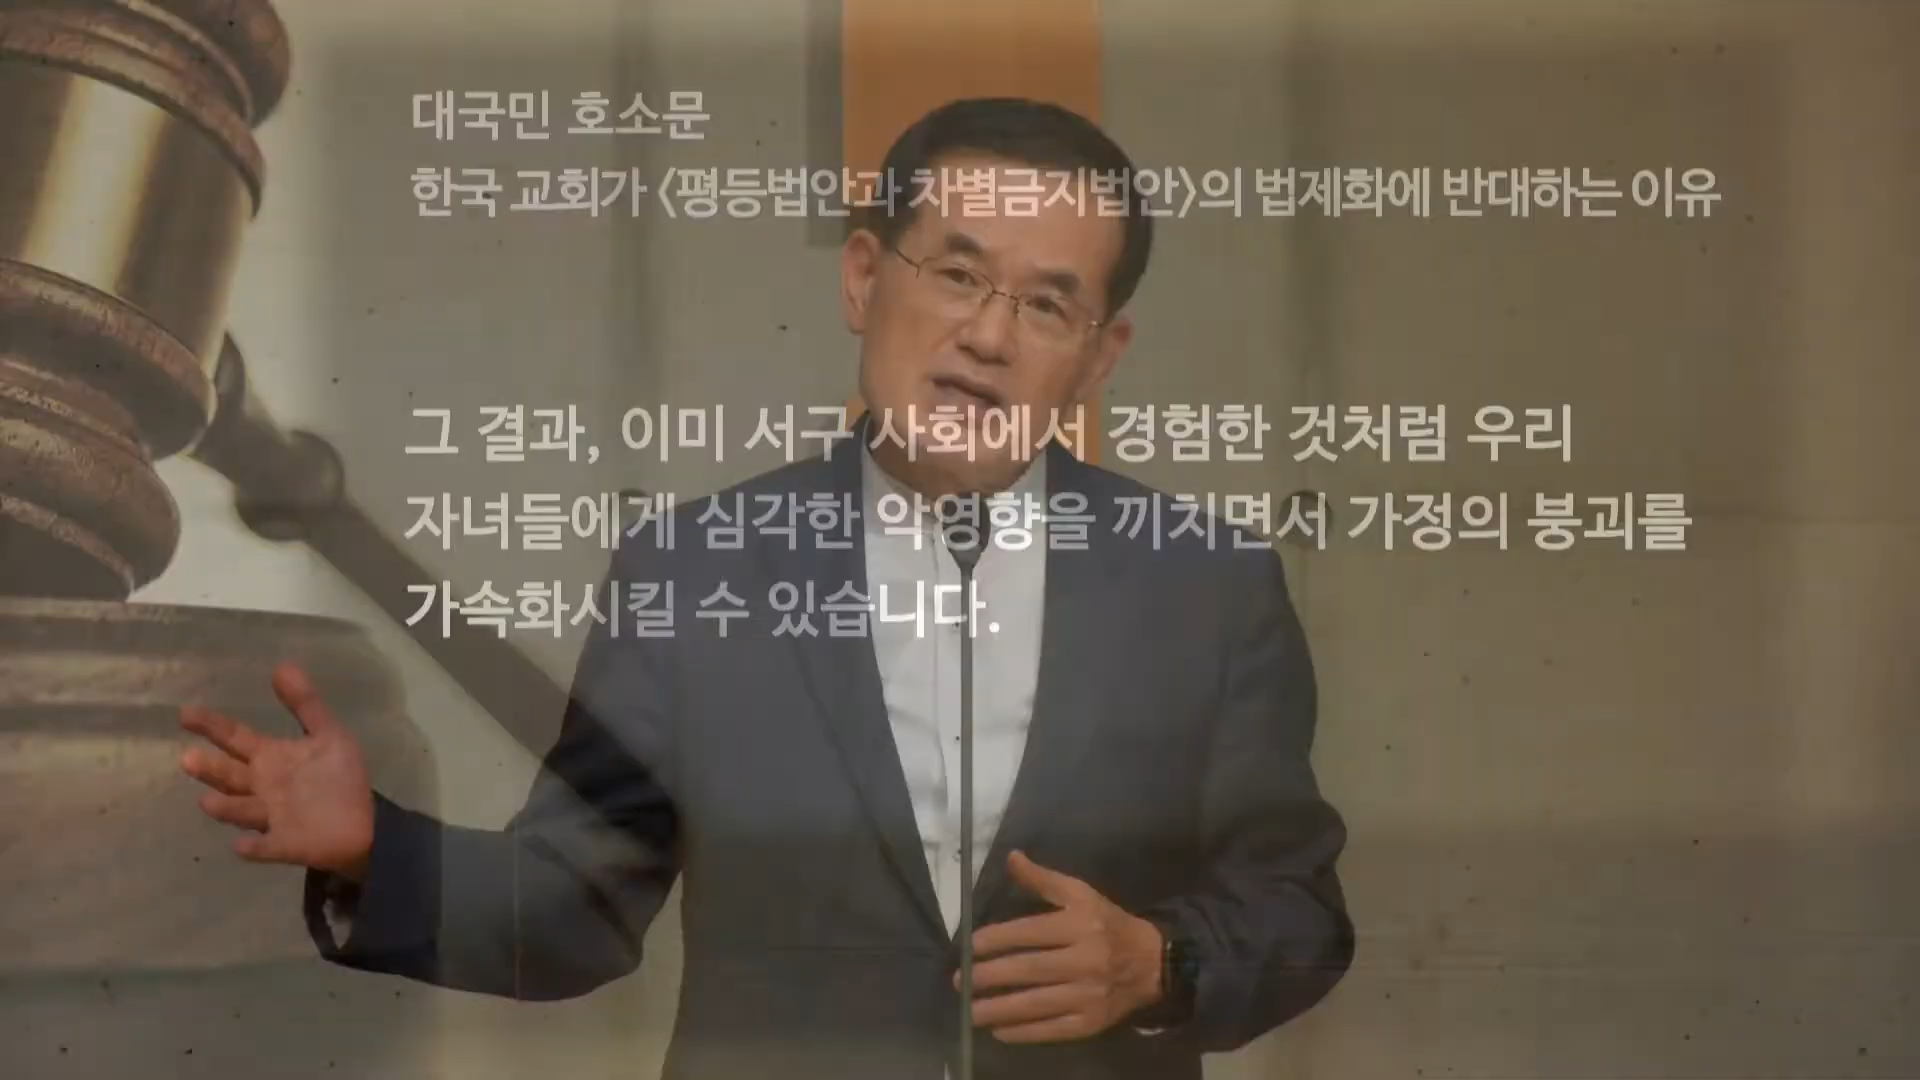 대국민 호소문
한국 교회가 〈평등법안과 차별금지법안〉의 법제화에 반대하는 이유
그 결과, 이미 서구 사회에서 경험한 것처럼 우리
자녀들에게 심각한 악영향을 끼치면서 가정의 붕괴를
가속화시킬 수 있습니다.